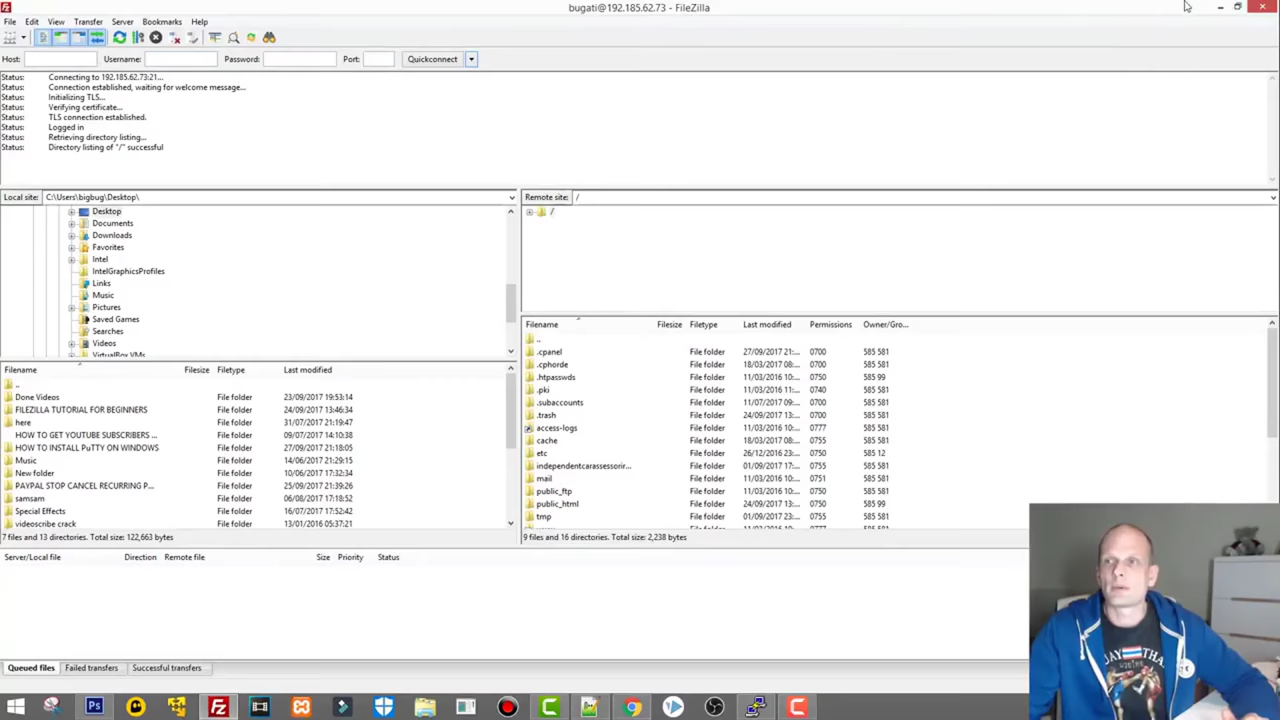 bugati@192.185.62.73 - FileZilla
File Edit View Transfer Server Bookmarks Help
Host: Username: Password: Port: Quickconnect
Status: Connecting to 192.185.62.73:21...
Status: Connection established, waiting for welcome message...
Status: Initializing TLS...
Status: Verifying certificate...
Status: TLS connection established.
Status: Logged in
Status: Retrieving directory listing...
Status: Directory listing of "/" successful
Local site: C:\Users\bigbug\Desktop\
Desktop
Documents
Downloads
Favorites
Intel
IntelGraphicsProfiles
Links
Music
Pictures
Saved Games
Searches
Videos
VirtualBox VMs
Filename Filesize Filetype Last modified
..
Done Videos File folder 23/09/2017 19:53:14
FILEZILLA TUTORIAL FOR BEGINNERS File folder 24/09/2017 13:46:34
here File folder 31/07/2017 21:19:47
HOW TO GET YOUTUBE SUBSCRIBERS ... File folder 09/07/2017 14:10:38
HOW TO INSTALL PuTTY ON WINDOWS File folder 27/09/2017 21:18:05
Music File folder 14/06/2017 21:29:15
New folder File folder 10/06/2017 17:32:34
PAYPAL STOP CANCEL RECURRING P... File folder 25/09/2017 21:39:26
samsam File folder 06/08/2017 17:18:52
Special Effects File folder 16/07/2017 17:52:42
videoscribe crack File folder 13/01/2016 05:37:21
7 files and 13 directories. Total size: 122,663 bytes
Remote site: /
/
Filename Filesize Filetype Last modified Permissions Owner/Gro...
..
.cpanel File folder 27/09/2017 21:... 0700 585 581
.cphorde File folder 18/03/2017 08:... 0700 585 581
.htpasswds File folder 11/03/2016 10:... 0750 585 99
.pki File folder 11/03/2016 11:... 0740 585 581
.subaccounts File folder 11/07/2017 09:... 0700 585 581
.trash File folder 24/09/2017 13:... 0700 585 581
access-logs File folder 11/03/2016 11:... 0777 585 581
cache File folder 18/03/2017 08:... 0755 585 581
etc File folder 26/12/2016 23:... 0750 585 12
independentcarassessorir... File folder 01/09/2017 17:... 0755 585 581
mail File folder 11/03/2016 11:... 0751 585 581
public_ftp File folder 11/03/2016 10:... 0750 585 581
public_html File folder 24/09/2017 13:... 0750 585 99
tmp File folder 01/09/2017 23:... 0755 585 581
9 files and 16 directories. Total size: 2,238 bytes
Server/Local file Direction Remote file Size Priority Status
Queued files Failed transfers Successful transfers
MUAY THAI